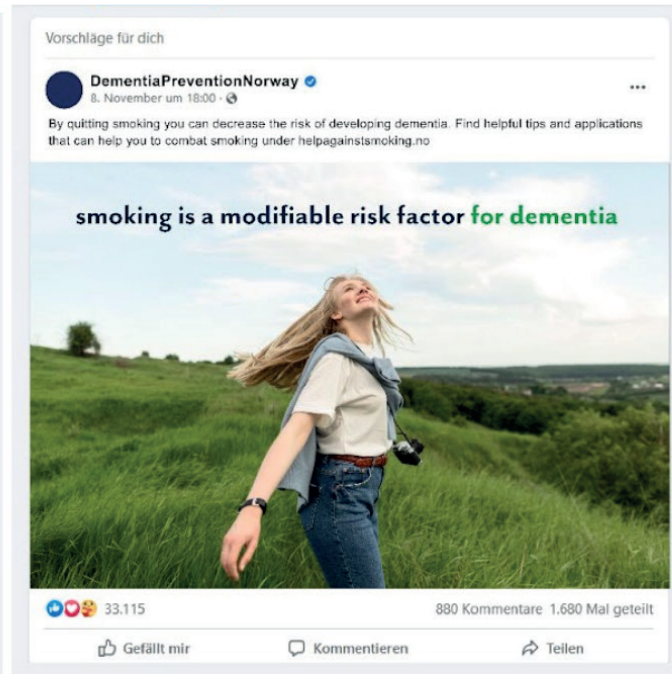 Vorschläge für dich
DementiaPreventionNorway
8. November um 18:00 ·
By quitting smoking you can decrease the risk of developing dementia. Find helpful tips and applications
that can help you to combat smoking under helpagainstsmoking.no
smoking is a modifiable risk factor for dementia
33.115
880 Kommentare 1.680 Mal geteilt
Gefällt mir
Kommentieren
Teilen